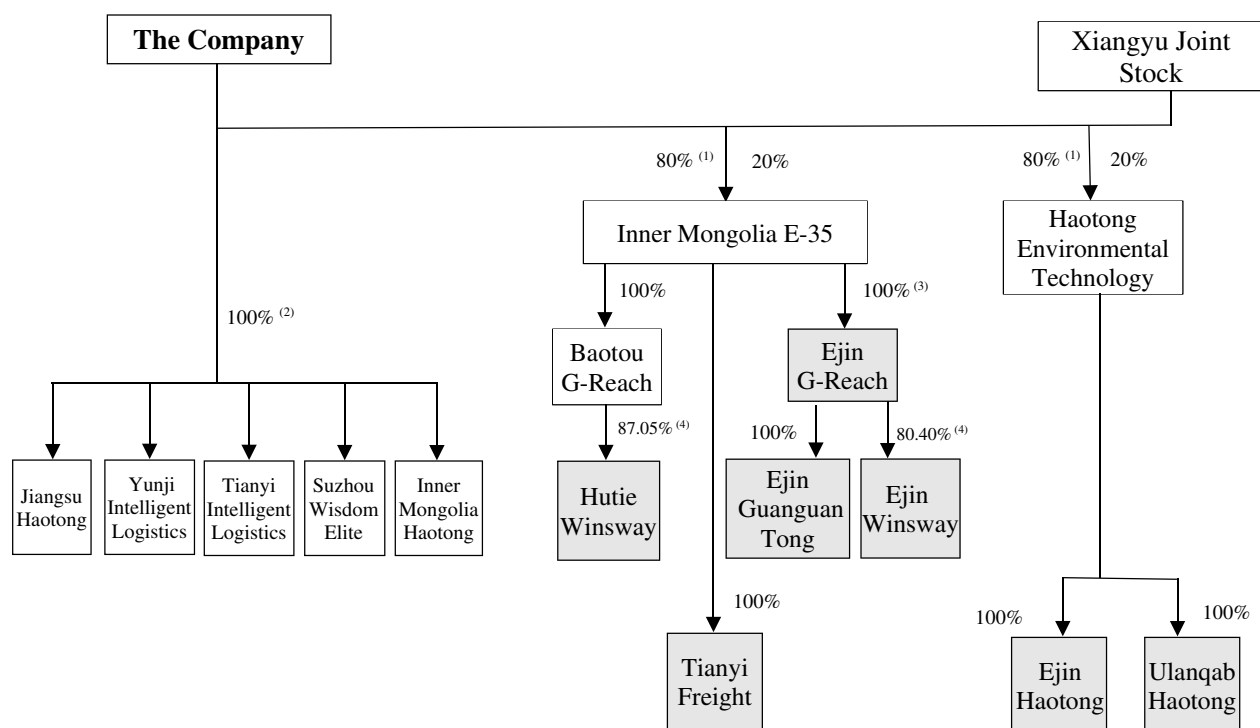 The Company
Xiangyu Joint
Stock
80% (1)
20%
80% (1)
20%
Inner Mongolia E-35
Haotong
Environmental
Technology
100% (2)
100%
100% (3)
Baotou
G-Reach
Ejin
G-Reach
87.05% (4)
100%
80.40% (4)
Jiangsu
Haotong
Yunji
Intelligent
Logistics
Tianyi
Intelligent
Logistics
Suzhou
Wisdom
Elite
Inner
Mongolia
Haotong
Hutie
Winsway
Ejin
Guanguan
Tong
Ejin
Winsway
100%
100%
100%
Tianyi
Freight
Ejin
Haotong
Ulanqab
Haotong